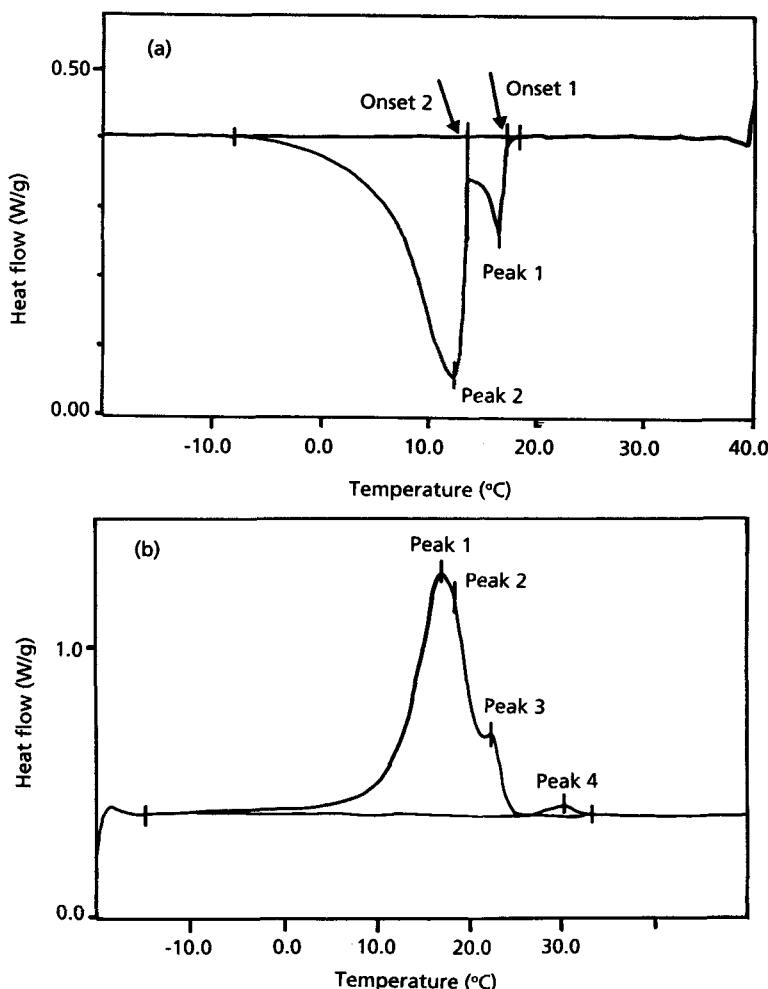 (a)
0.50
Onset 2
Onset 1
Heat flow (W/g)
Peak 1
Peak 2
0.00
-10.0 0.0 10.0 20.0 30.0 40.0
Temperature (ºC)
(b)
Peak 1
Peak 2
1.0
Heat flow (W/g)
Peak 3
Peak 4
0.0
-10.0 0.0 10.0 20.0 30.0
Temperature (ºC)